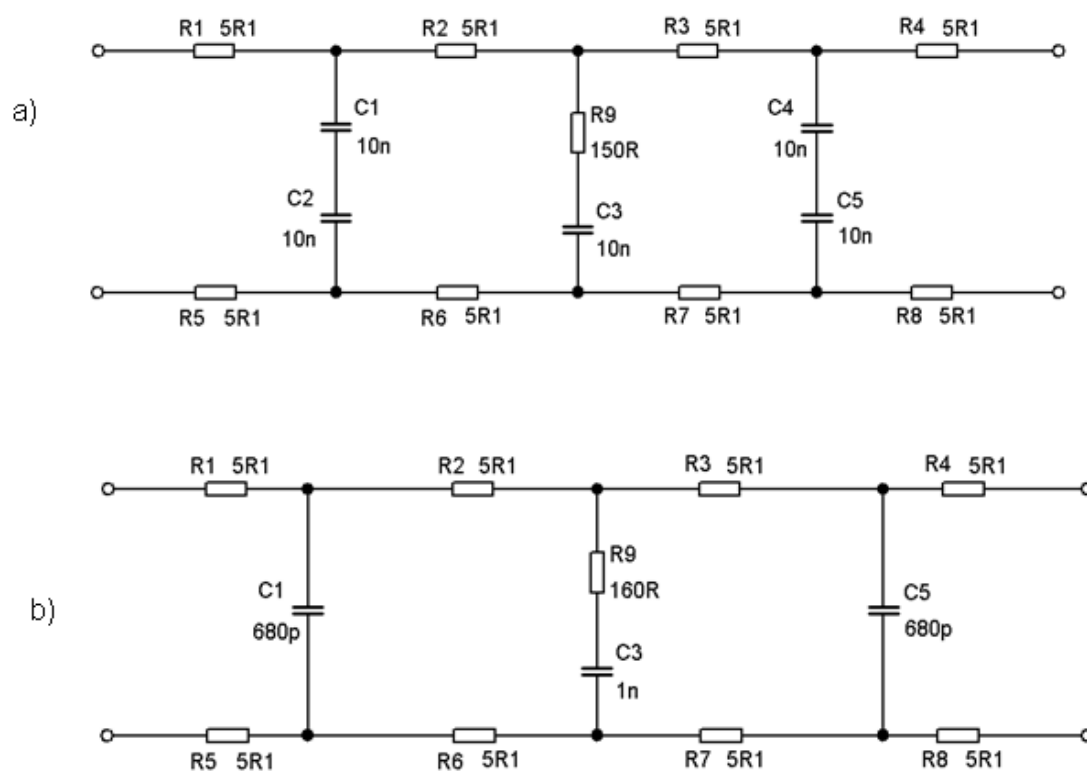 R1 5R1
R2 5R1
R3 5R1
R4 5R1
a)
C1
10n
R9
150R
C4
10n
C2
10n
C3
10n
C5
10n
R5 5R1
R6 5R1
R7 5R1
R8 5R1
R1 5R1
R2 5R1
R3 5R1
R4 5R1
b)
C1
680p
R9
160R
C5
680p
C3
1n
R5 5R1
R6 5R1
R7 5R1
R8 5R1